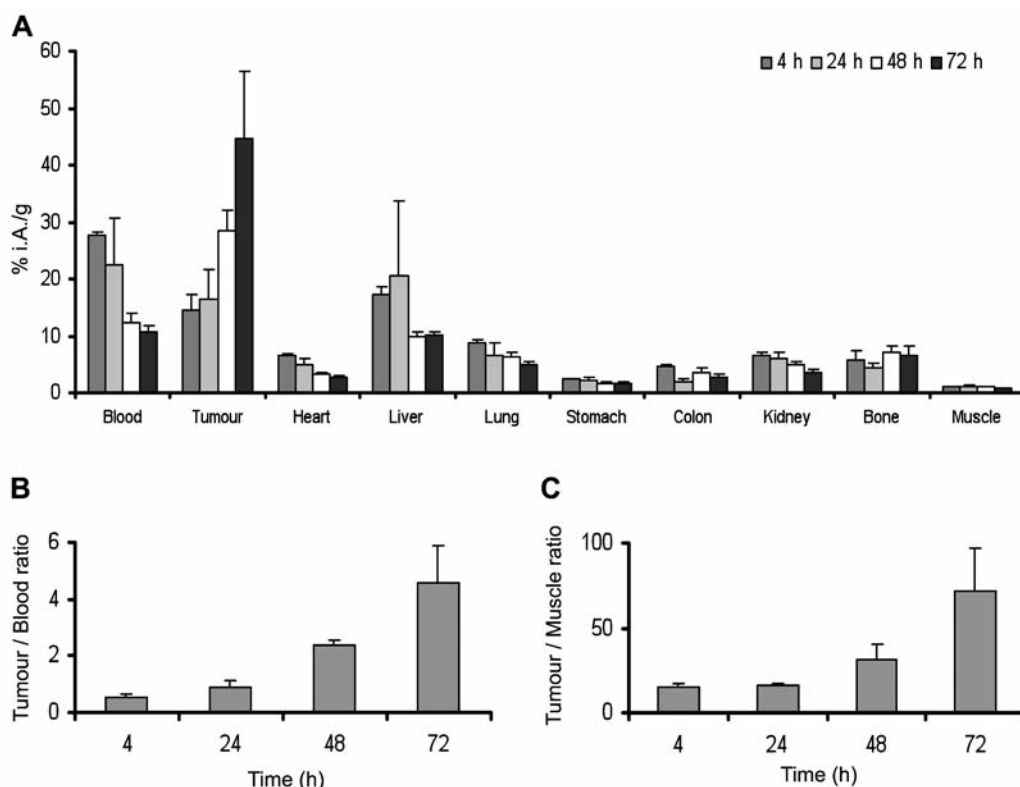 A
60
50
40
30
20
10
0
% i.A./g
4 h 24 h 48 h 72 h
Blood Tumour Heart Liver Lung Stomach Colon Kidney Bone Muscle
B
Tumour / Blood ratio
6
4
2
0
4 24 48 72
Time (h)
C
Tumour / Muscle ratio
100
50
0
4 24 48 72
Time (h)